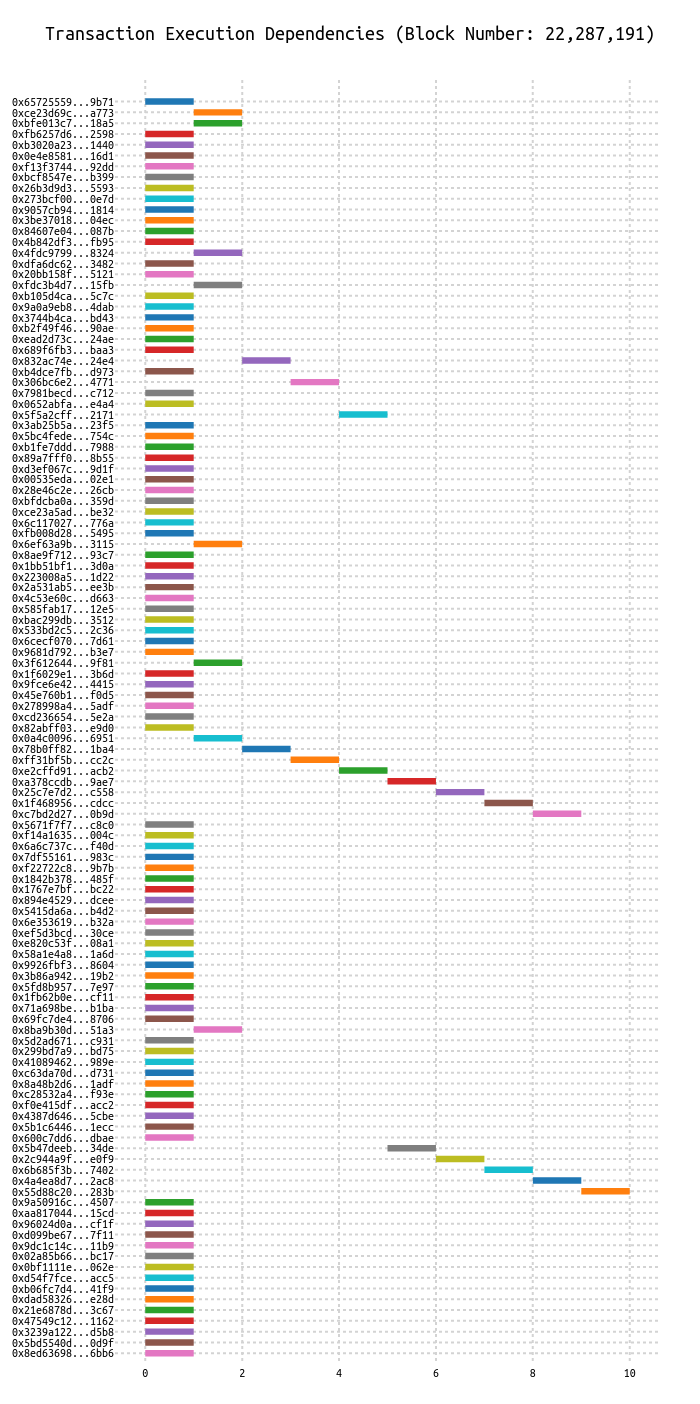 Transaction Execution Dependencies (Block Number: 22,287,191)
0x65725559...9b71
0xce23d69c...a773
0xbfe013c7...18a5
0xfb6257d6...2598
0xb3020a23...1440
0x0e4e8581...16d1
0xf13f3744...92dd
0xbcf8547e...b399
0x26b3d9d3...5593
0x273bcf00...0e7d
0x9057cb94...1814
0x3be37018...04ec
0x84607e04...087b
0x4b842df3...fb95
0x4fdc9799...8324
0xdfa6dc62...3482
0x20bb158f...5121
0xfdc3b4d7...15fb
0xb105d4ca...5c7c
0x9a0a9eb8...4dab
0x3744b4ca...bd43
0xb2f49f46...90ae
0xead2d73c...24ae
0x689f6fb3...baa3
0x832ac74e...24e4
0xb4dce7fb...d973
0x306bc6e2...4771
0x7981becd...c712
0x0652abfa...e4a4
0x5f5a2cff...2171
0x3ab25b5a...23f5
0x5bc4fede...754c
0xb1fe7ddd...7988
0x89a7fff0...8b55
0xd3ef067c...9d1f
0x00535eda...02e1
0x28e46c2e...26cb
0xbfdcba0a...359d
0xce23a5ad...be32
0x6c117027...776a
0xfb008d28...5495
0x6ef63a9b...3115
0x8ae9f712...93c7
0x1bb51bf1...3d0a
0x223008a5...1d22
0x2a531ab5...ee3b
0x4c53e60c...d663
0x585fab17...12e5
0xbac299db...3512
0x533bd2c5...2c36
0x6cecf070...7d61
0x9681d792...b3e7
0x3f612644...9f81
0x1f6029e1...3b6d
0x9fce6e42...4415
0x45e760b1...f0d5
0x278998a4...5adf
0xcd236654...5e2a
0x82abff03...e9d0
0x0a4c0096...6951
0x78b0ff82...1ba4
0xff31bf5b...cc2c
0xe2cffd91...acb2
0xa378ccdb...9ae7
0x25c7e7d2...c558
0x1f468956...cdcc
0xc7bd2d27...0b9d
0x5671f7f7...c8c0
0xf14a1635...004c
0x6a6c737c...f40d
0x7df55161...983c
0xf22722c8...9b7b
0x1842b378...485f
0x1767e7bf...bc22
0x894e4529...dcee
0x5415da6a...b4d2
0x6e353619...b32a
0xef5d3bcd...30ce
0xe820c53f...08a1
0x58a1e4a8...1a6d
0x9926fbf3...8604
0x3b86a942...19b2
0x5fd8b957...7e97
0x1fb62b0e...cf11
0x71a698be...b1ba
0x69fc7de4...8706
0x8ba9b30d...51a3
0x5d2ad671...c931
0x299bd7a9...bd75
0x41089462...989e
0xc63da70d...d731
0x8a48b2d6...1adf
0xc28532a4...f93e
0xf0e415df...acc2
0x4387d646...5cbe
0x5b1c6446...1ecc
0x600c7dd6...dbae
0x5b47deeb...34de
0x2c944a9f...e0f9
0x6b685f3b...7402
0x4a4ea8d7...2ac8
0x55d88c20...283b
0x9a50916c...4507
0xaa817044...15cd
0x96024d0a...cf1f
0xd099be67...7f11
0x9dc1c14c...11b9
0x02a85b66...bc17
0x0bf1111e...062e
0xd54f7fce...acc5
0xb06fc7d4...41f9
0xdad58326...e28d
0x21e6878d...3c67
0x47549c12...1162
0x3239a122...d5b8
0x5bd5540d...0d9f
0x8ed63698...6bb6
0 2 4 6 8 10